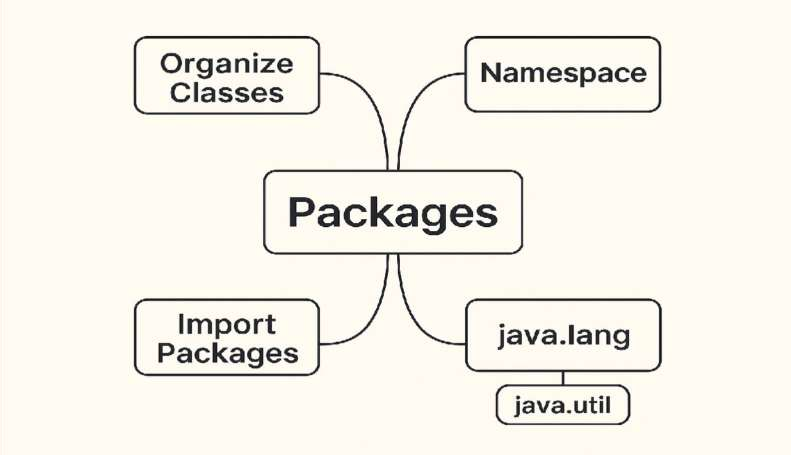 Organize
Classes
Namespace
Packages
Import
Packages
java.lang
java.util